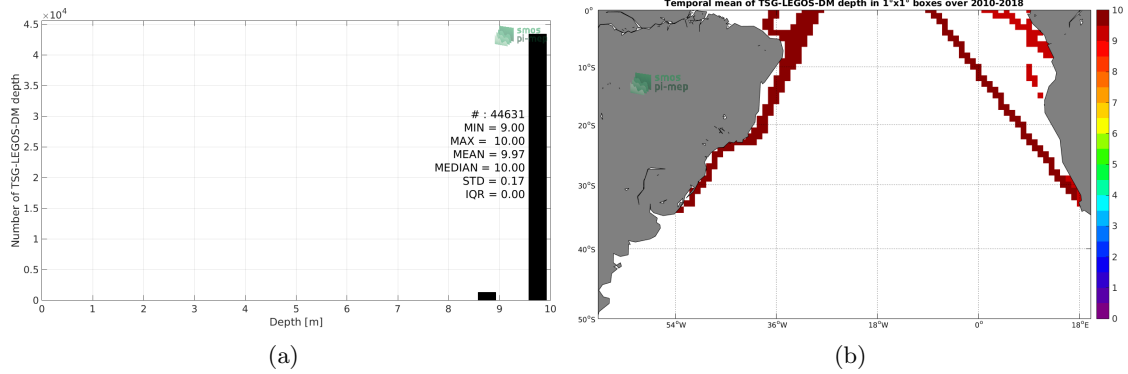 4.5
×10⁴
4
3.5
3
2.5
2
1.5
1
0.5
0
Number of TSG-LEGOS-DM depth
smos
pi-mep
# : 44631
MIN = 9.00
MAX = 10.00
MEAN = 9.97
MEDIAN = 10.00
STD = 0.17
IQR = 0.00
0 1 2 3 4 5 6 7 8 9 10
Depth [m]
(a)
Temporal mean of TSG-LEGOS-DM depth in 1°x1° boxes over 2010-2018
0°
10°S
20°S
30°S
40°S
50°S
smos
pi-mep
54°W 36°W 18°W 0° 18°E
10
9
8
7
6
5
4
3
2
1
0
(b)